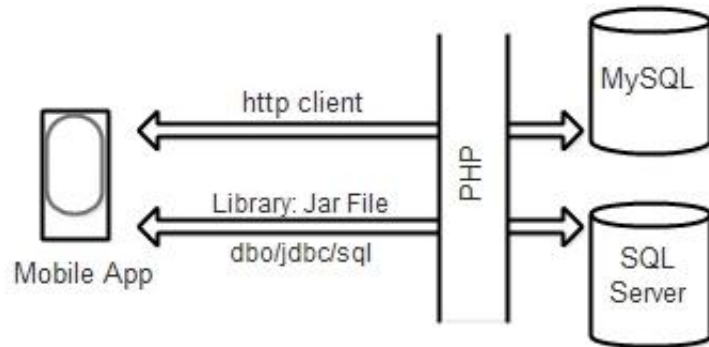 MySQL
http client
PHP
Library: Jar File
dbo/jdbc/sql
Mobile App
SQL
Server